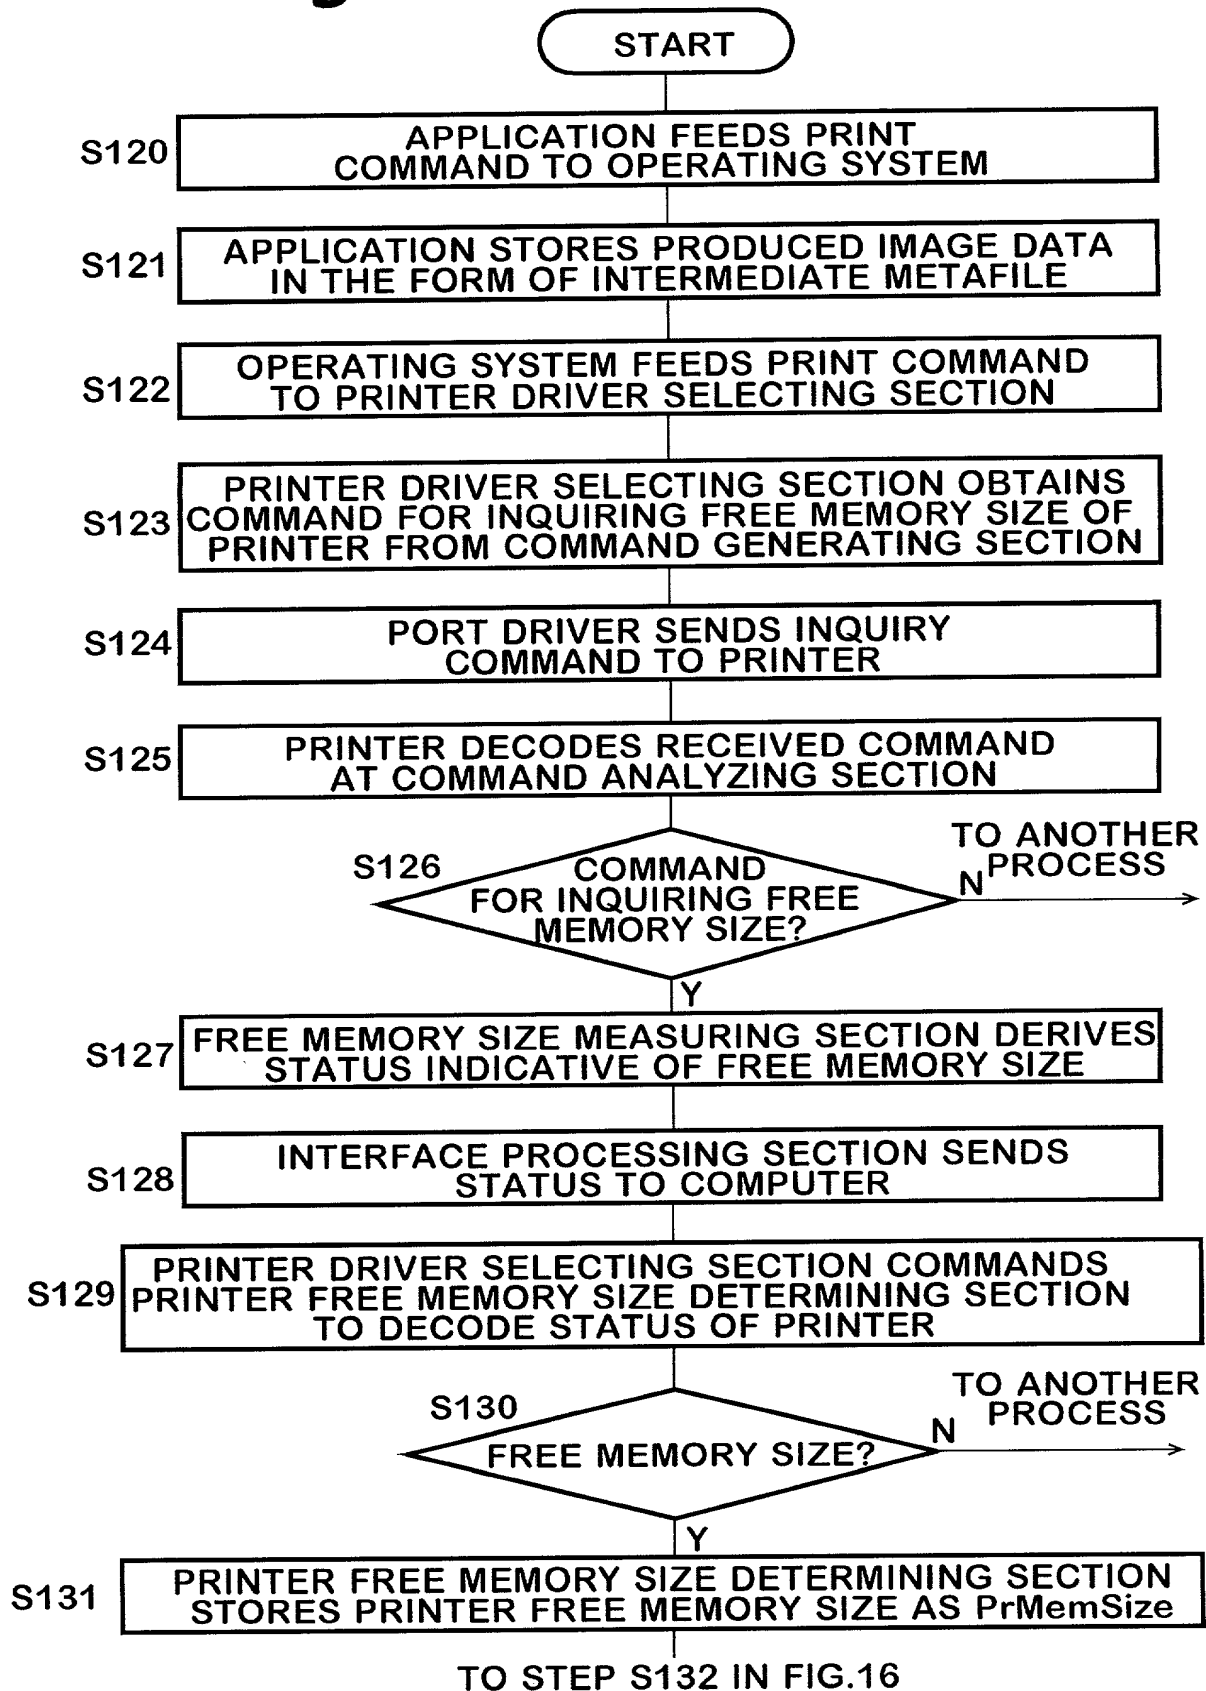 START
S120
APPLICATION FEEDS PRINT
COMMAND TO OPERATING SYSTEM
S121
APPLICATION STORES PRODUCED IMAGE DATA
IN THE FORM OF INTERMEDIATE METAFILE
S122
OPERATING SYSTEM FEEDS PRINT COMMAND
TO PRINTER DRIVER SELECTING SECTION
S123
PRINTER DRIVER SELECTING SECTION OBTAINS
COMMAND FOR INQUIRING FREE MEMORY SIZE OF
PRINTER FROM COMMAND GENERATING SECTION
S124
PORT DRIVER SENDS INQUIRY
COMMAND TO PRINTER
S125
PRINTER DECODES RECEIVED COMMAND
AT COMMAND ANALYZING SECTION
S126
COMMAND
FOR INQUIRING FREE
MEMORY SIZE?
TO ANOTHER
PROCESS
N
Y
S127
FREE MEMORY SIZE MEASURING SECTION DERIVES
STATUS INDICATIVE OF FREE MEMORY SIZE
S128
INTERFACE PROCESSING SECTION SENDS
STATUS TO COMPUTER
S129
PRINTER DRIVER SELECTING SECTION COMMANDS
PRINTER FREE MEMORY SIZE DETERMINING SECTION
TO DECODE STATUS OF PRINTER
S130
FREE MEMORY SIZE?
TO ANOTHER
PROCESS
N
Y
S131
PRINTER FREE MEMORY SIZE DETERMINING SECTION
STORES PRINTER FREE MEMORY SIZE AS PrMemSize
TO STEP S132 IN FIG.16